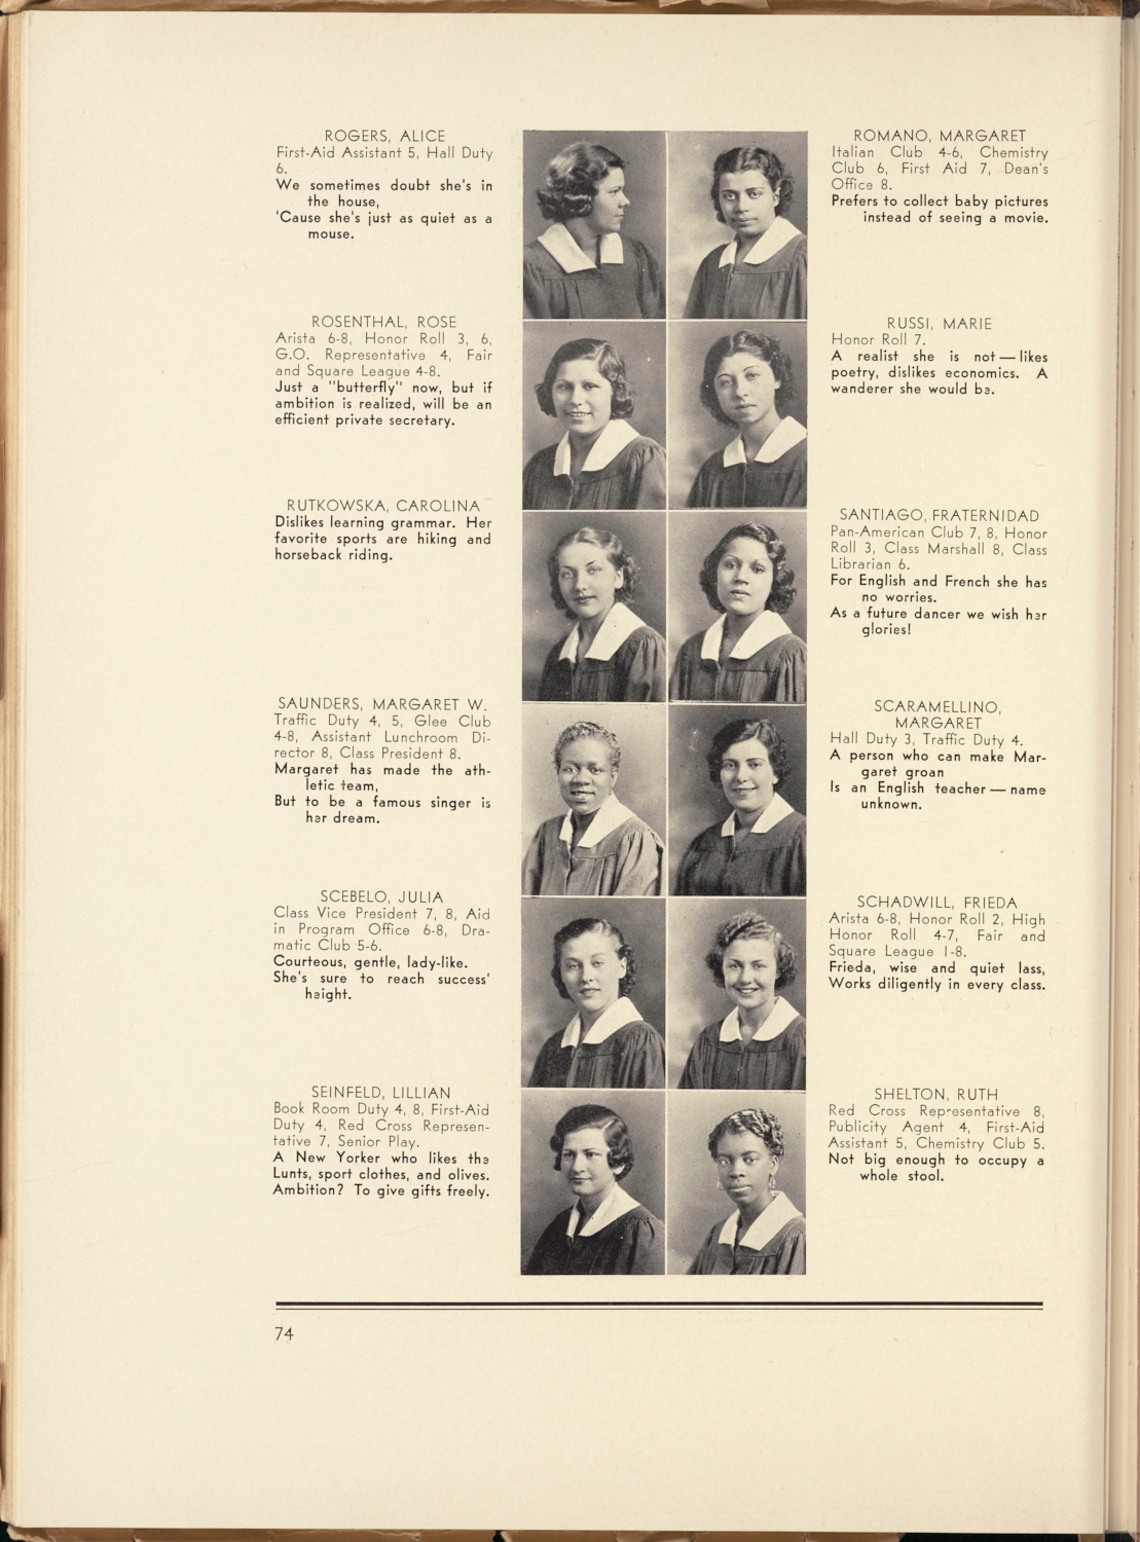 ROGERS, ALICE
First-Aid Assistant 5, Hall Duty
6.
We sometimes doubt she's in
the house,
'Cause she's just as quiet as a
mouse.
ROMANO, MARGARET
Italian Club 4-6, Chemistry
Club 6, First Aid 7, Dean's
Office 8.
Prefers to collect baby pictures
instead of seeing a movie.
ROSENTHAL, ROSE
Arista 6-8, Honor Roll 3, 6,
G.O. Representative 4, Fair
and Square League 4-8.
Just a "butterfly" now, but if
ambition is realized, will be an
efficient private secretary.
RUSSI, MARIE
Honor Roll 7.
A realist she is not — likes
poetry, dislikes economics. A
wanderer she would be.
RUTKOWSKA, CAROLINA
Dislikes learning grammar. Her
favorite sports are hiking and
horseback riding.
SANTIAGO, FRATERNIDAD
Pan-American Club 7, 8, Honor
Roll 3, Class Marshall 8, Class
Librarian 6.
For English and French she has
no worries.
As a future dancer we wish her
glories!
SAUNDERS, MARGARET W.
Traffic Duty 4, 5, Glee Club
4-8, Assistant Lunchroom Di-
rector 8, Class President 8.
Margaret has made the ath-
letic team,
But to be a famous singer is
her dream.
SCARAMELLINO,
MARGARET
Hall Duty 3, Traffic Duty 4.
A person who can make Mar-
garet groan
Is an English teacher — name
unknown.
SCEBELO, JULIA
Class Vice President 7, 8, Aid
in Program Office 6-8, Dra-
matic Club 5-6.
Courteous, gentle, lady-like.
She's sure to reach success'
height.
SCHADWILL, FRIEDA
Arista 6-8, Honor Roll 2, High
Honor Roll 4-7, Fair and
Square League 1-8.
Frieda, wise and quiet lass,
Works diligently in every class.
SEINFELD, LILLIAN
Book Room Duty 4, 8, First-Aid
Duty 4, Red Cross Represen-
tative 7, Senior Play.
A New Yorker who likes the
Lunts, sport clothes, and olives.
Ambition? To give gifts freely.
SHELTON, RUTH
Red Cross Representative 8,
Publicity Agent 4, First-Aid
Assistant 5, Chemistry Club 5.
Not big enough to occupy a
whole stool.
74